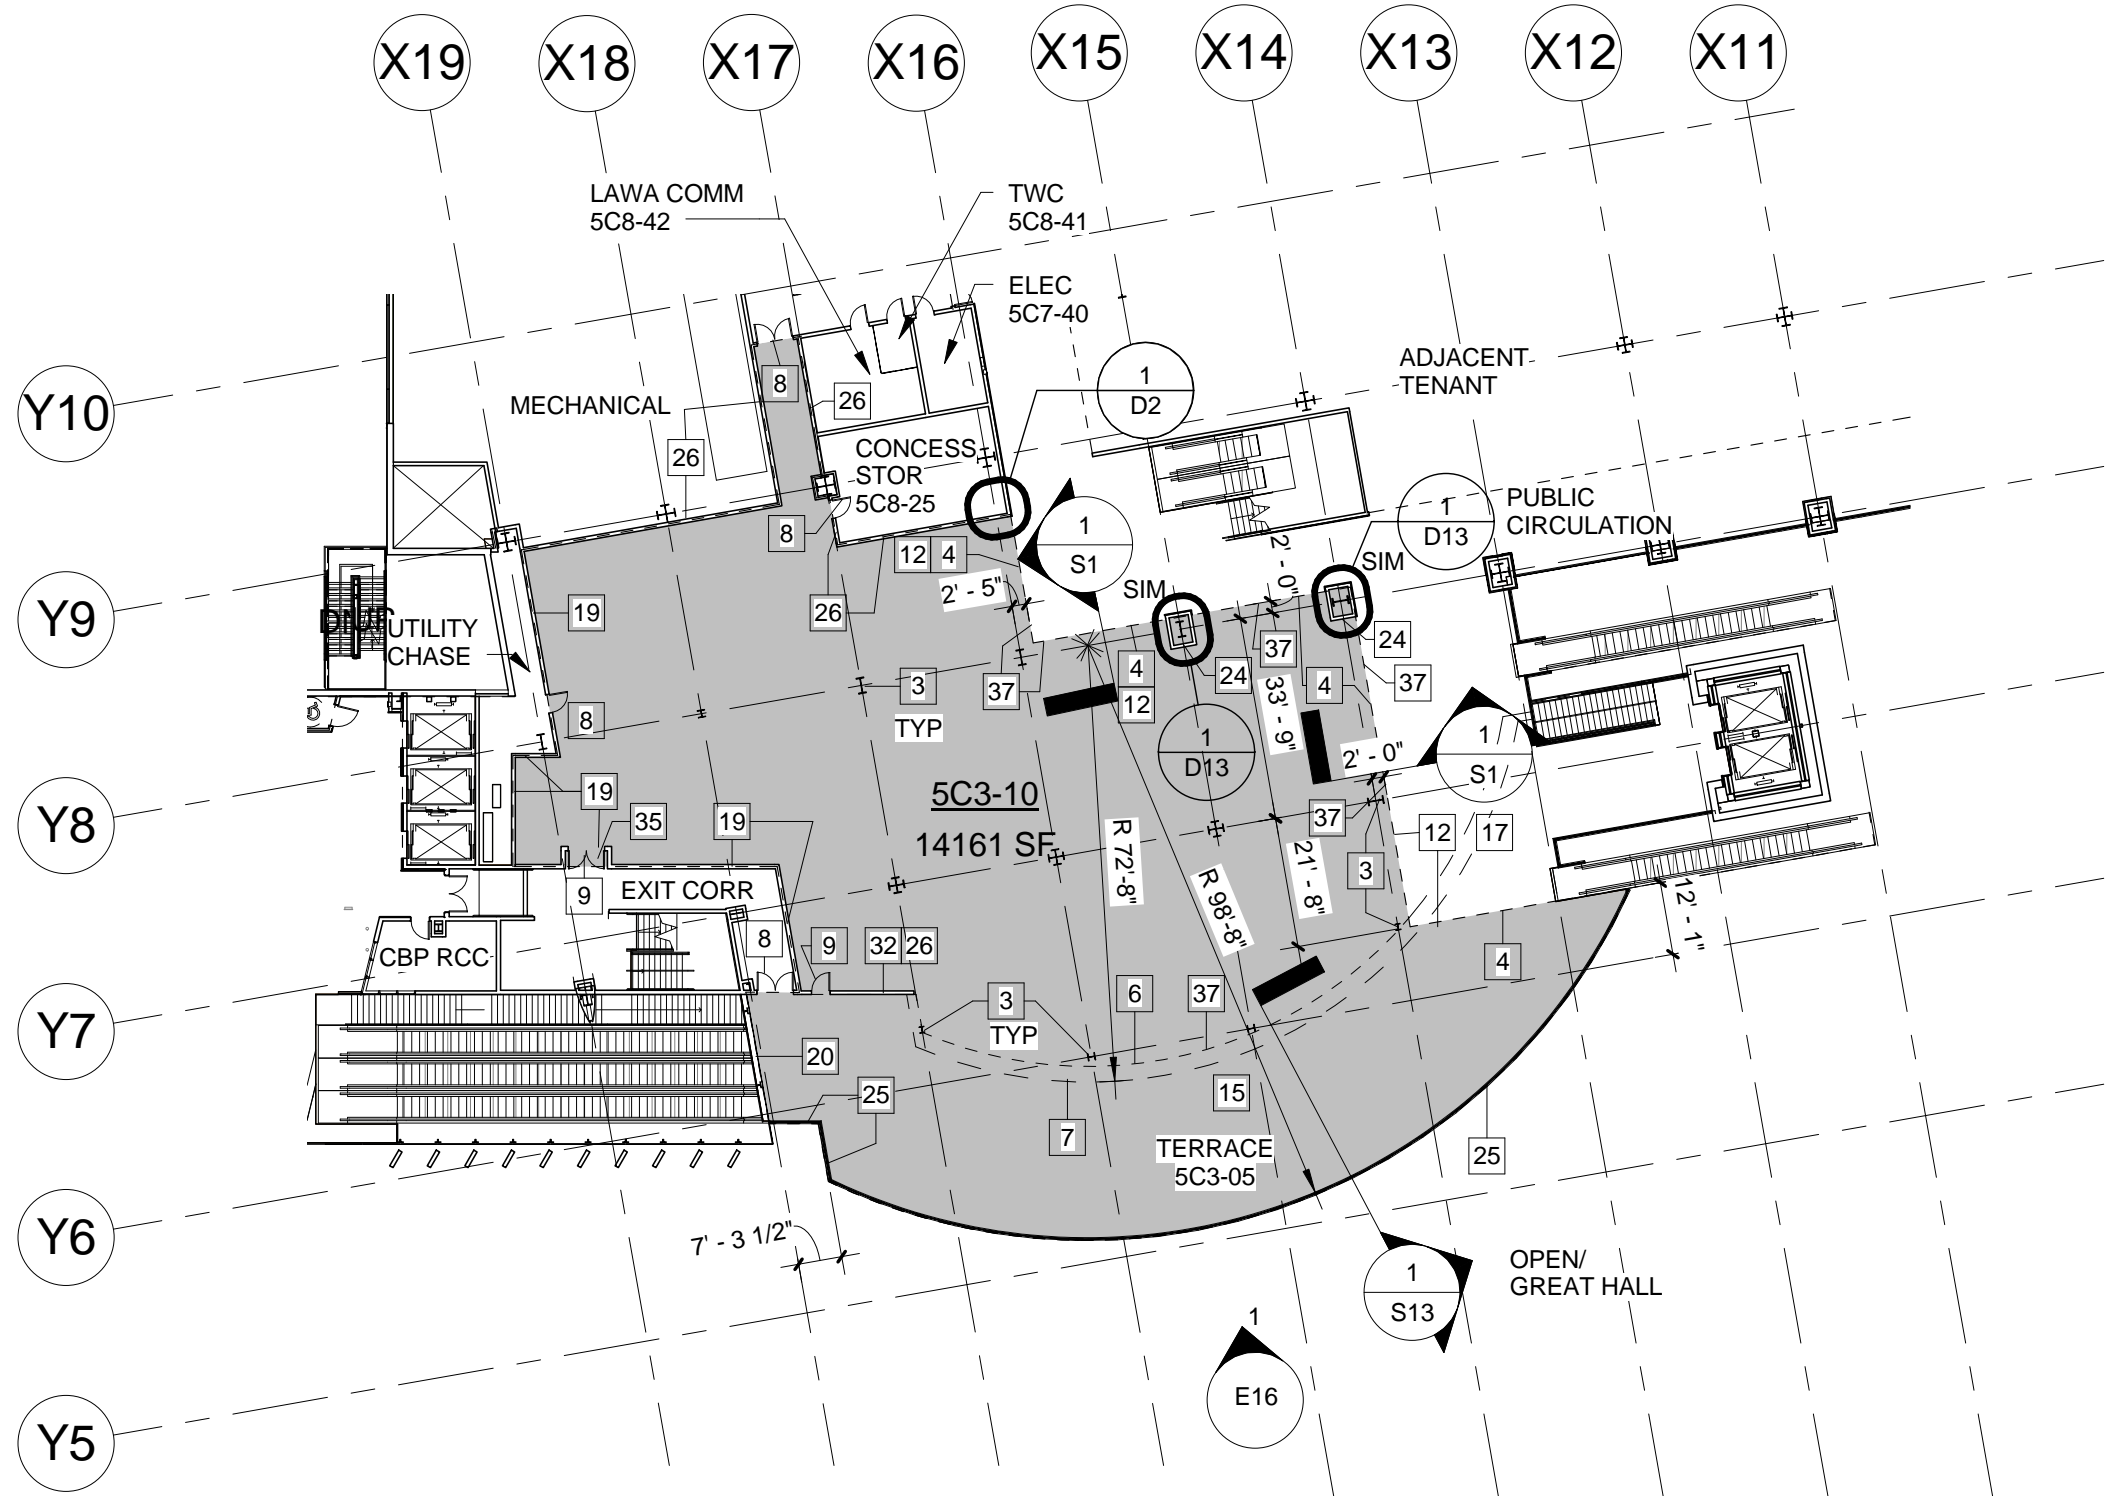 X19
X18
X17
X16
X15
X14
X13
X12
X11
LAWA COMM
5C8-42
TWC
5C8-41
ELEC
5C7-40
ADJACENT
TENANT
1
D2
Y10
8
26
MECHANICAL
26
CONCESS
STOR
5C8-25
8
1
D13
PUBLIC
CIRCULATION
SIM
12
4
1
S1
2' - 5"
2' - 0"
SIM
Y9
19
26
UTILITY
CHASE
24
37
4
24
37
3
37
4
37
12
8
TYP
33' - 9"
1
D13
1
S1
2' - 0"
5C3-10
14161 SF
Y8
19
35
19
37
12
17
R 72'-8"
R 98'-8"
21' - 8"
3
9
EXIT CORR
12' - 1"
8
9
32
26
CBP RCC
4
3
TYP
6
37
Y7
20
25
15
7
TERRACE
5C3-05
25
7' - 3 1/2"
Y6
OPEN/
GREAT HALL
1
S13
1
E16
Y5